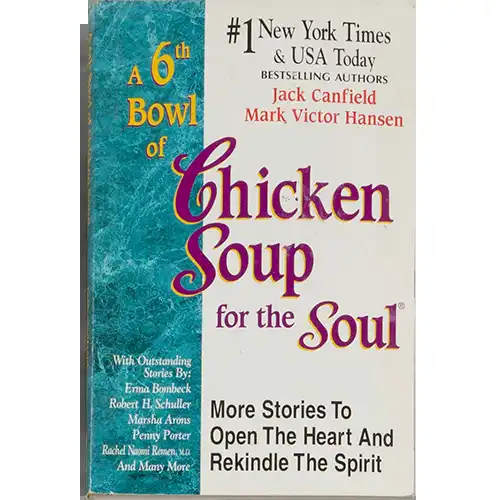 #1 New York Times
& USA Today
BESTSELLING AUTHORS
Jack Canfield
Mark Victor Hansen
A 6th
Bowl
of
Chicken
Soup
for the Soul®
With Outstanding
Stories By:
Erma Bombeck
Robert H. Schuller
Marsha Arons
Penny Porter
Rachel Naomi Remen, M.D.
And Many More
More Stories To
Open The Heart And
Rekindle The Spirit